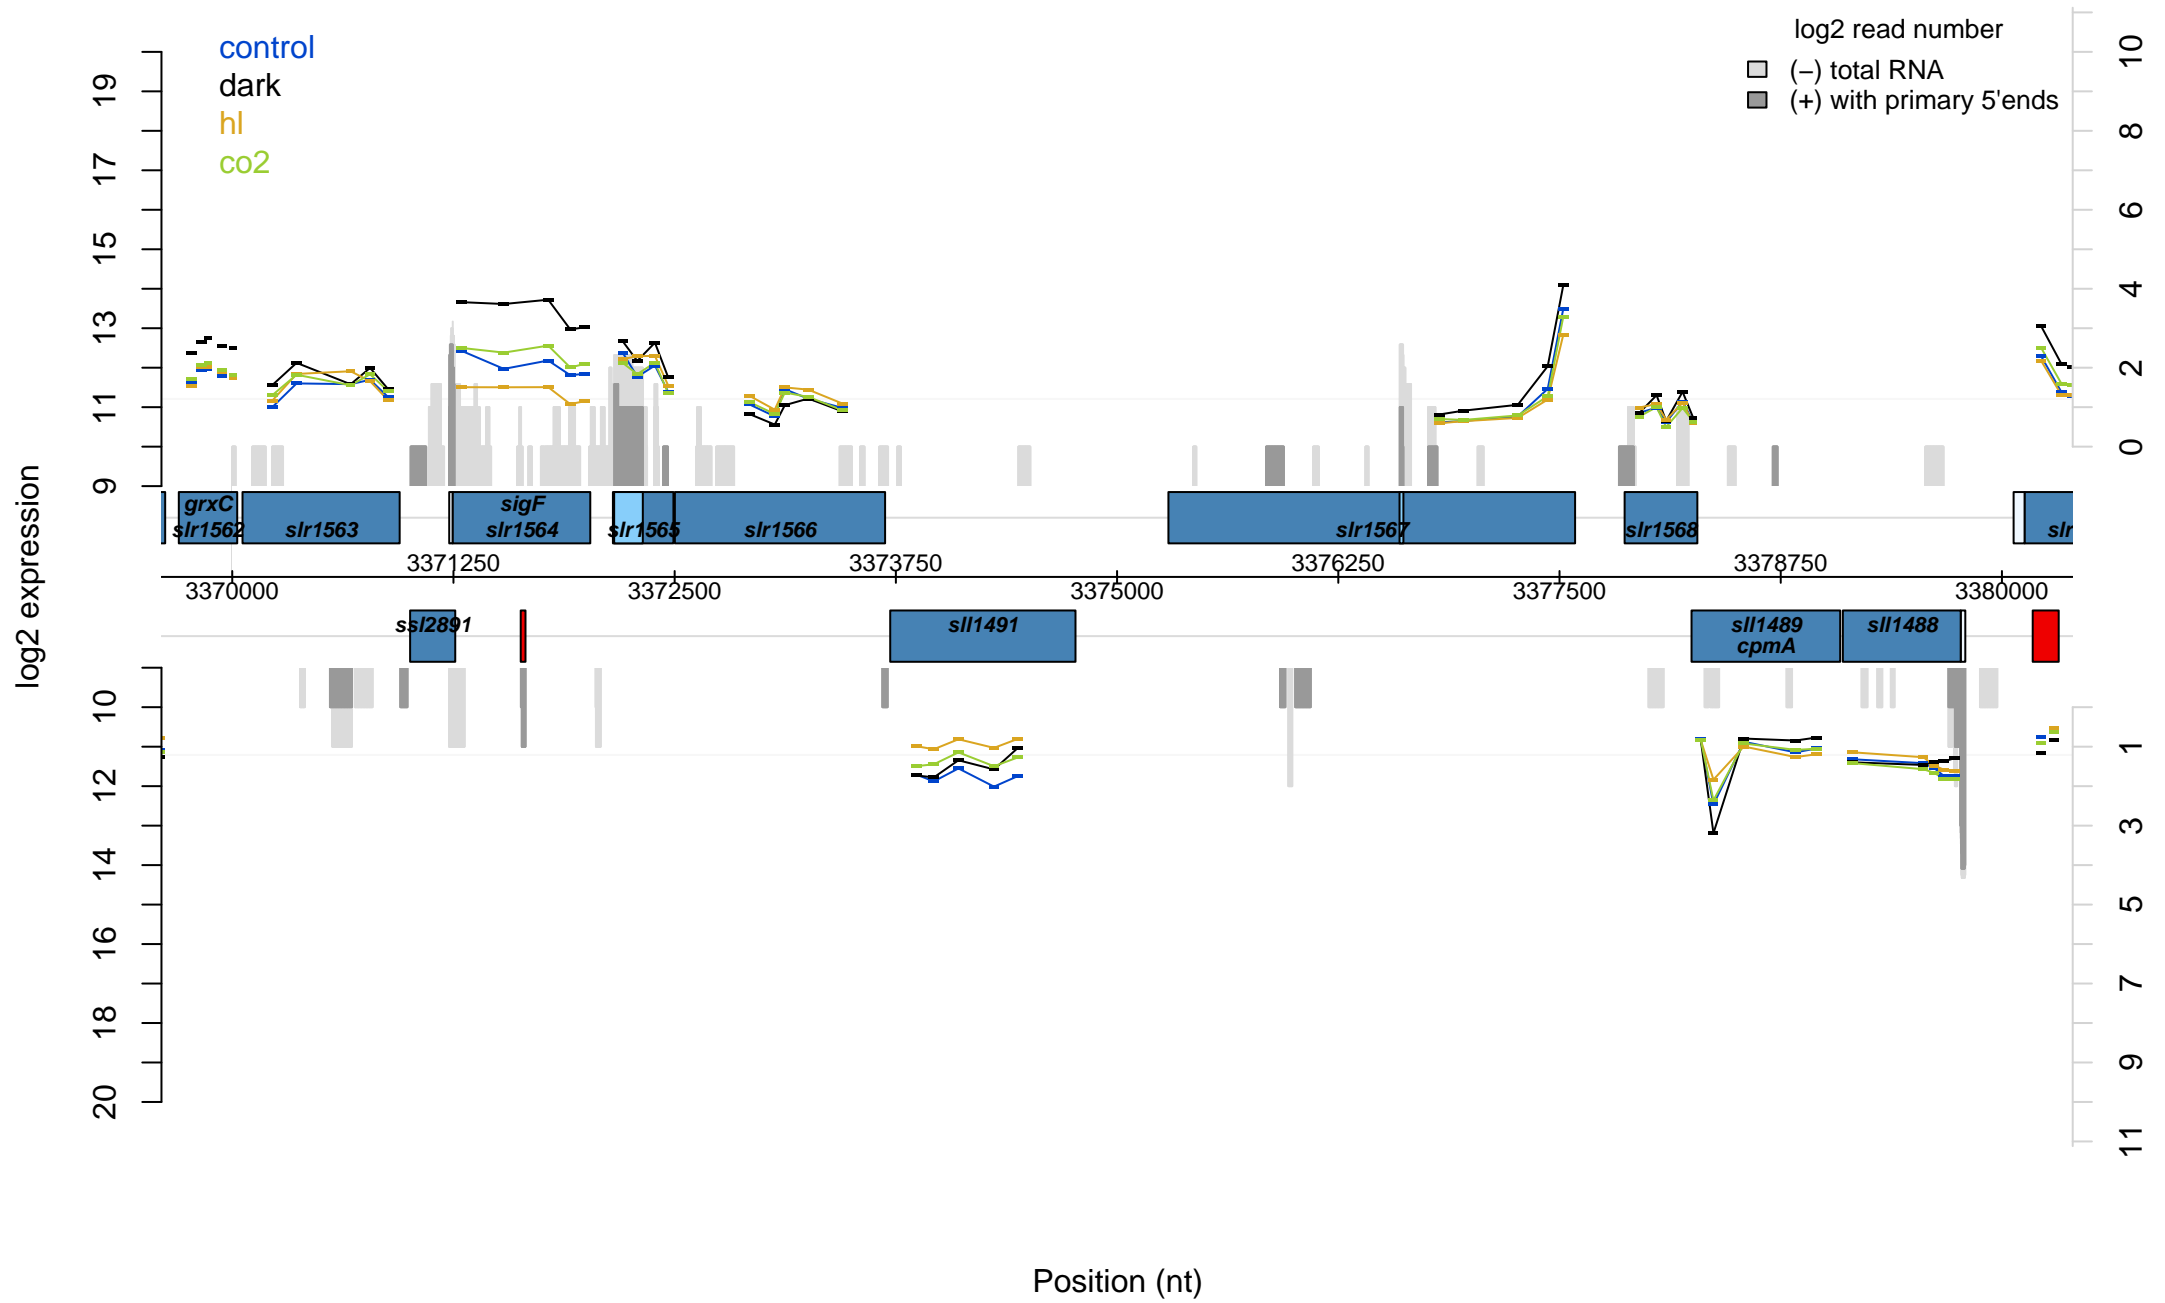 control
dark
hl
co2
log2 read number
(−) total RNA
(+) with primary 5'ends
19
17
15
13
11
9
10
8
6
4
2
0
log2 expression
grxC
slr1562
slr1563
sigF
slr1564
slr1565
slr1566
slr1567
slr1568
slr
3371250
3373750
3376250
3378750
3370000
3372500
3375000
3377500
3380000
ssl2891
sll1491
sll1489
cpmA
sll1488
10
12
14
16
18
20
1
3
5
7
9
11
Position (nt)